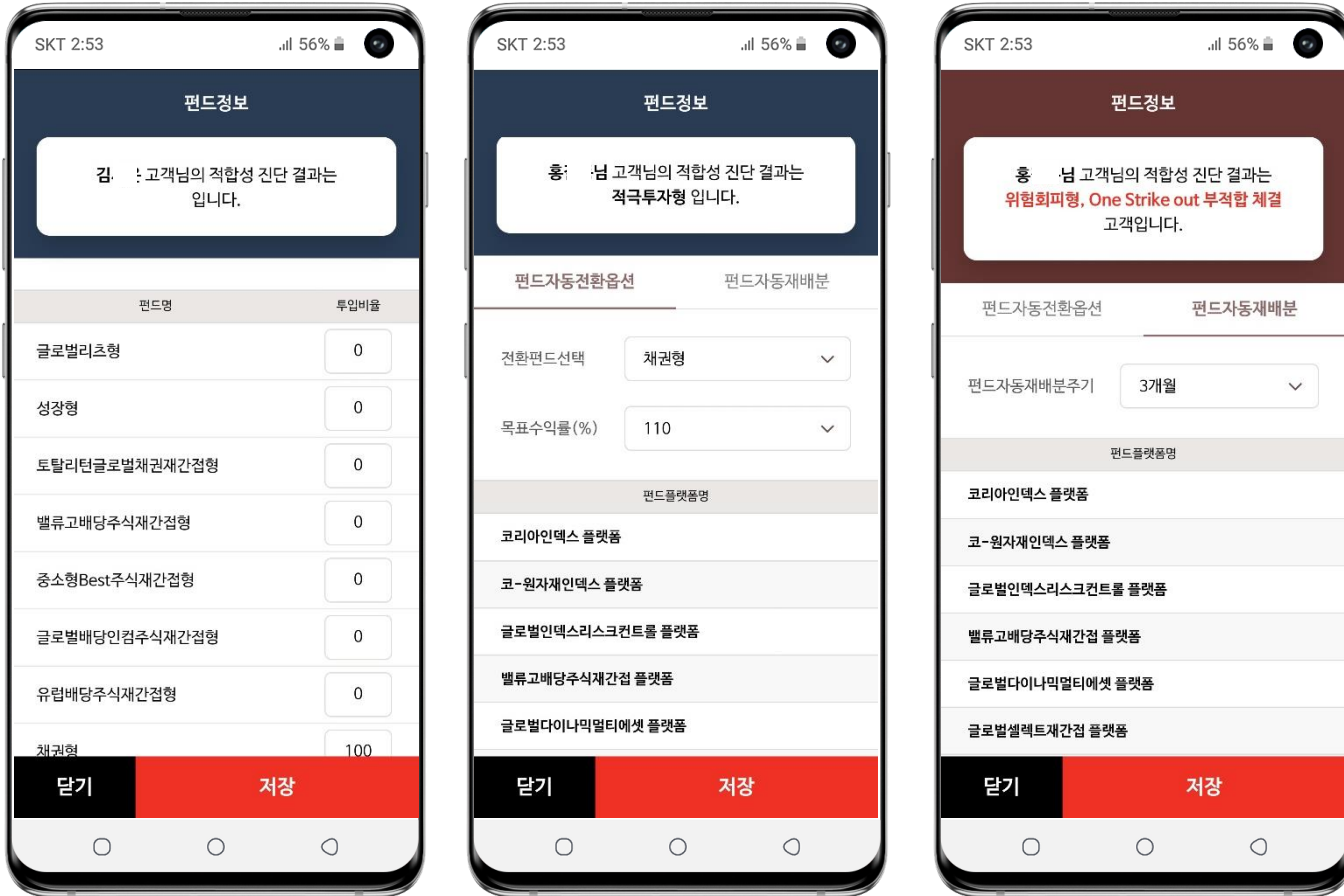 SKT 2:53
56%
펀드정보
김 고객님의 적합성 진단 결과는
입니다.
펀드명 투입비율
글로벌리츠형 0
성장형 0
토탈리턴글로벌채권재간접형 0
밸류고배당주식재간접형 0
중소형Best주식재간접형 0
글로벌배당인컴주식재간접형 0
유럽배당주식재간접형 0
채권형 100
닫기 저장
SKT 2:53
56%
펀드정보
홍 님 고객님의 적합성 진단 결과는
적극투자형 입니다.
펀드자동전환옵션 펀드자동재배분
전환펀드선택 채권형
목표수익률(%) 110
펀드플랫폼명
코리아인덱스 플랫폼
코-원자재인덱스 플랫폼
글로벌인덱스리스크컨트롤 플랫폼
밸류고배당주식재간접 플랫폼
글로벌다이나믹멀티에셋 플랫폼
닫기 저장
SKT 2:53
56%
펀드정보
홍 님 고객님의 적합성 진단 결과는
위험회피형, One Strike out 부적합 체결
고객입니다.
펀드자동전환옵션 펀드자동재배분
펀드자동재배분주기 3개월
펀드플랫폼명
코리아인덱스 플랫폼
코-원자재인덱스 플랫폼
글로벌인덱스리스크컨트롤 플랫폼
밸류고배당주식재간접 플랫폼
글로벌다이나믹멀티에셋 플랫폼
글로벌셀렉트재간접 플랫폼
닫기 저장